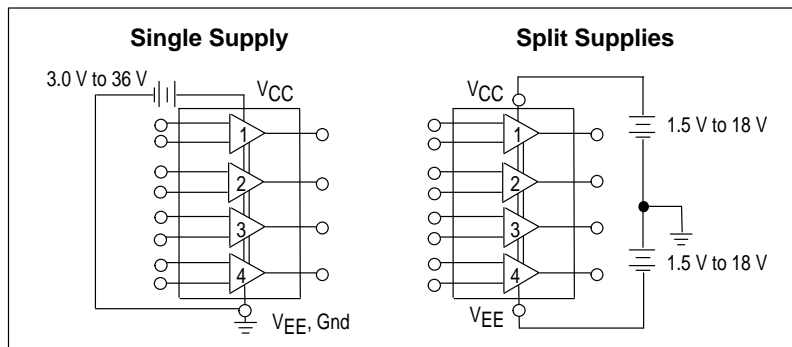 Single Supply
3.0 V to 36 V
VCC
1
2
3
4
VEE, Gnd
Split Supplies
VCC
1
2
3
4
VEE
1.5 V to 18 V
1.5 V to 18 V